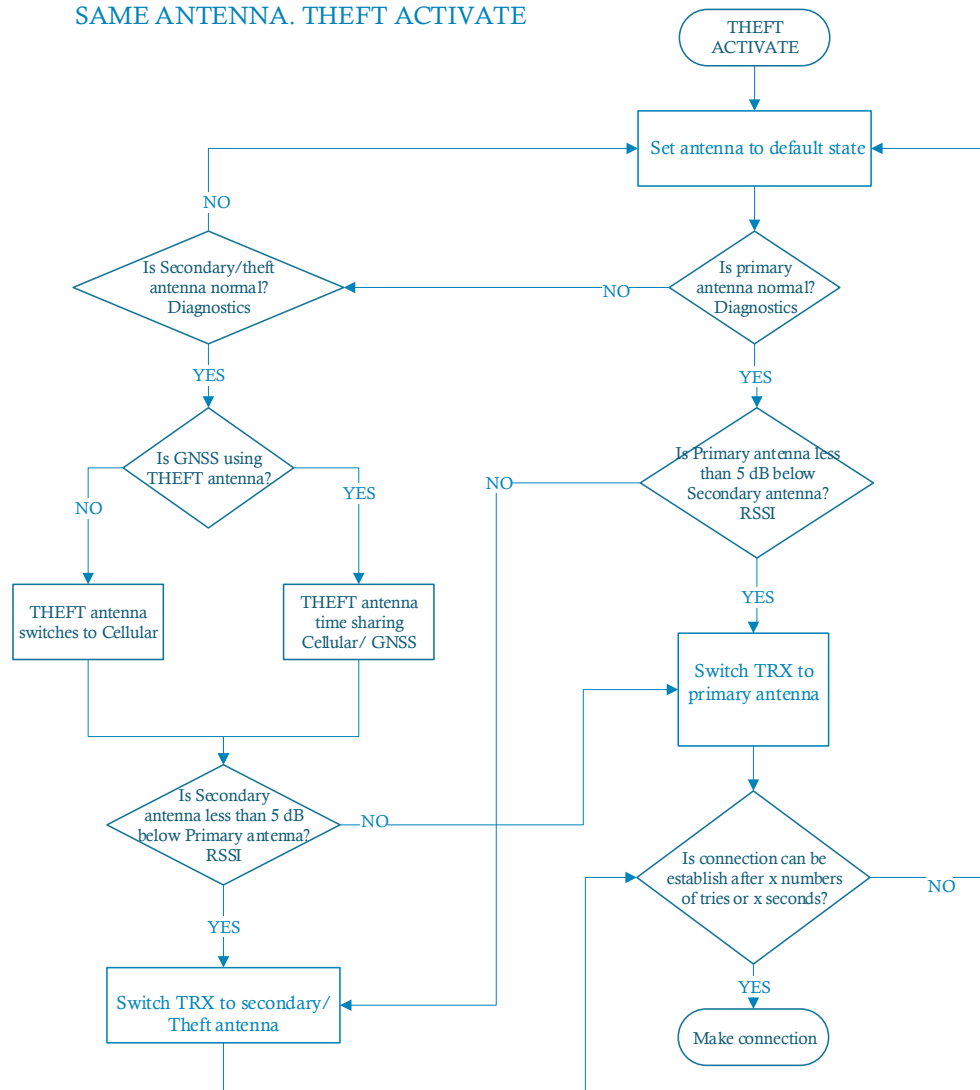 SAME ANTENNA. THEFT ACTIVATE
THEFT
ACTIVATE
Set antenna to default state
NO
Is Secondary/theft
antenna normal?
Diagnostics
NO
Is primary
antenna normal?
Diagnostics
YES
YES
Is GNSS using
THEFT antenna?
NO
YES
NO
Is Primary antenna less
than 5 dB below
Secondary antenna?
RSSI
THEFT antenna
switches to Cellular
THEFT antenna
time sharing
Cellular/ GNSS
YES
Switch TRX to
primary antenna
Is Secondary
antenna less than 5 dB
below Primary antenna?
RSSI
NO
Is connection can be
establish after x numbers
of tries or x seconds?
NO
YES
YES
Switch TRX to secondary/
Theft antenna
Make connection